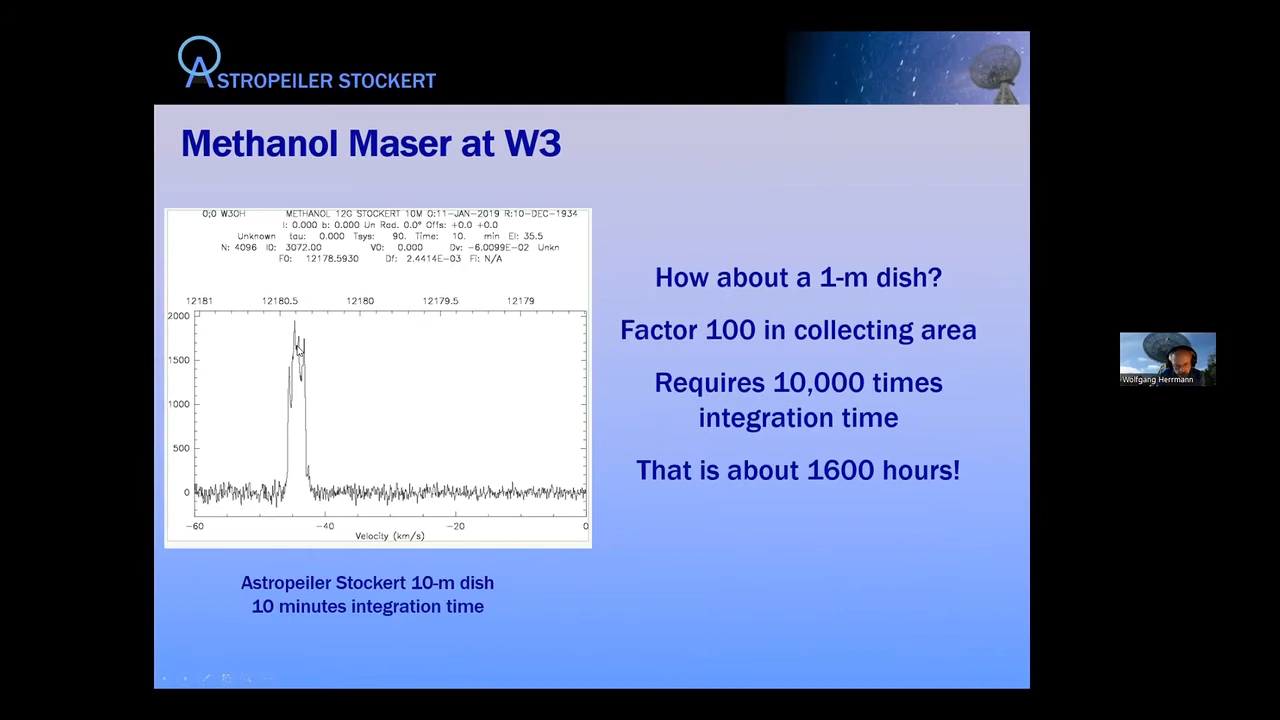 ASTROPEILER STOCKERT
Methanol Maser at W3
0;0 W3OH METHANOL 12G STOCKERT 10M O:11-JAN-2019 R:10-DEC-1934
l: 0.000 b: 0.000 Un Rad. 0.0° Offs: +0.0 +0.0
Unknown tau: 0.000 Tsys: 90. Time: 10. min El: 35.5
N: 4096 I0: 3072.00 V0: 0.000 Dv: -6.0099E-02 Unkn
F0: 12178.5930 Df: 2.4414E-03 Fi: N/A
12181 12180.5 12180 12179.5 12179
2000
1500
1000
500
0
-60 -40 -20 0
Velocity (km/s)
Astropeiler Stockert 10-m dish
10 minutes integration time
How about a 1-m dish?
Factor 100 in collecting area
Requires 10,000 times
integration time
That is about 1600 hours!
Wolfgang Herrmann